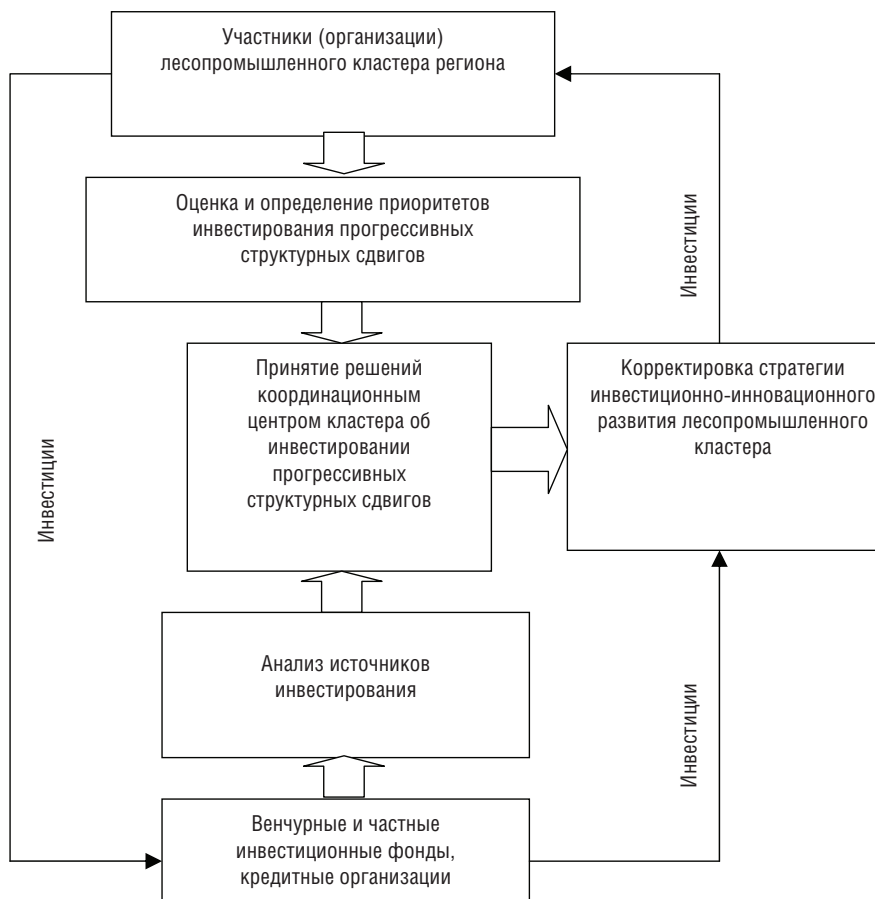 Участники (организации)
лесопромышленного кластера региона
Оценка и определение приоритетов
инвестирования прогрессивных
структурных сдвигов
Принятие решений
координационным
центром кластера об
инвестировании
прогрессивных
структурных сдвигов
Корректировка стратегии
инвестиционно-инновационного
развития лесопромышленного
кластера
Анализ источников
инвестирования
Венчурные и частные
инвестиционные фонды,
кредитные организации
Инвестиции
Инвестиции
Инвестиции